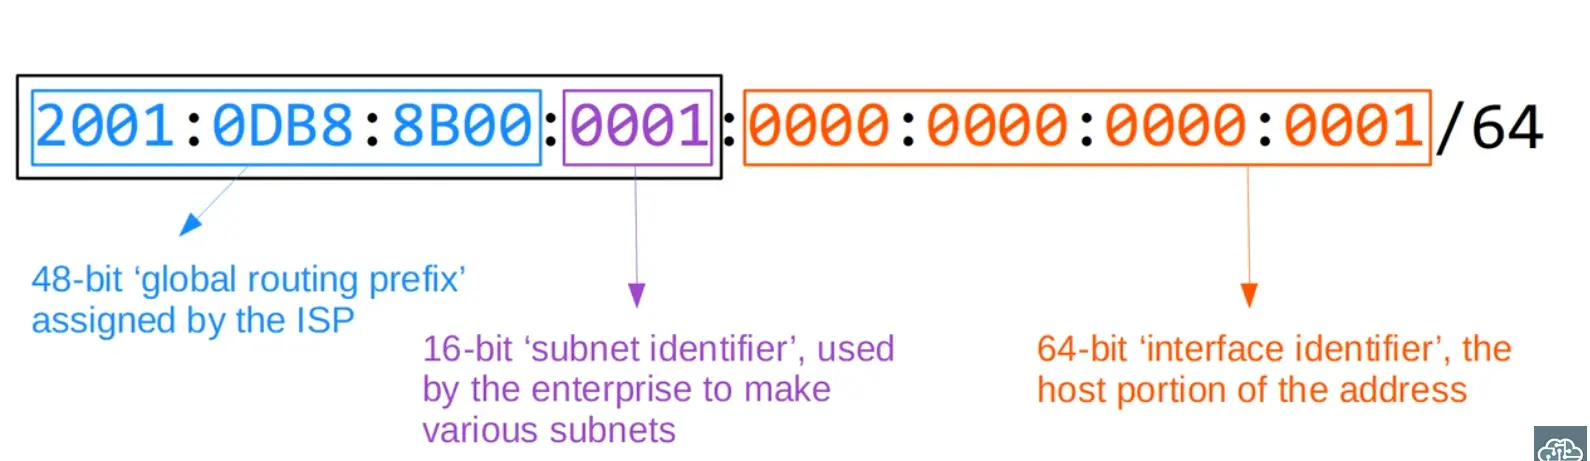 2001:0DB8:8B00:0001:0000:0000:0000:0001/64
48-bit ‘global routing prefix’
assigned by the ISP
16-bit ‘subnet identifier’, used
by the enterprise to make
various subnets
64-bit ‘interface identifier’, the
host portion of the address